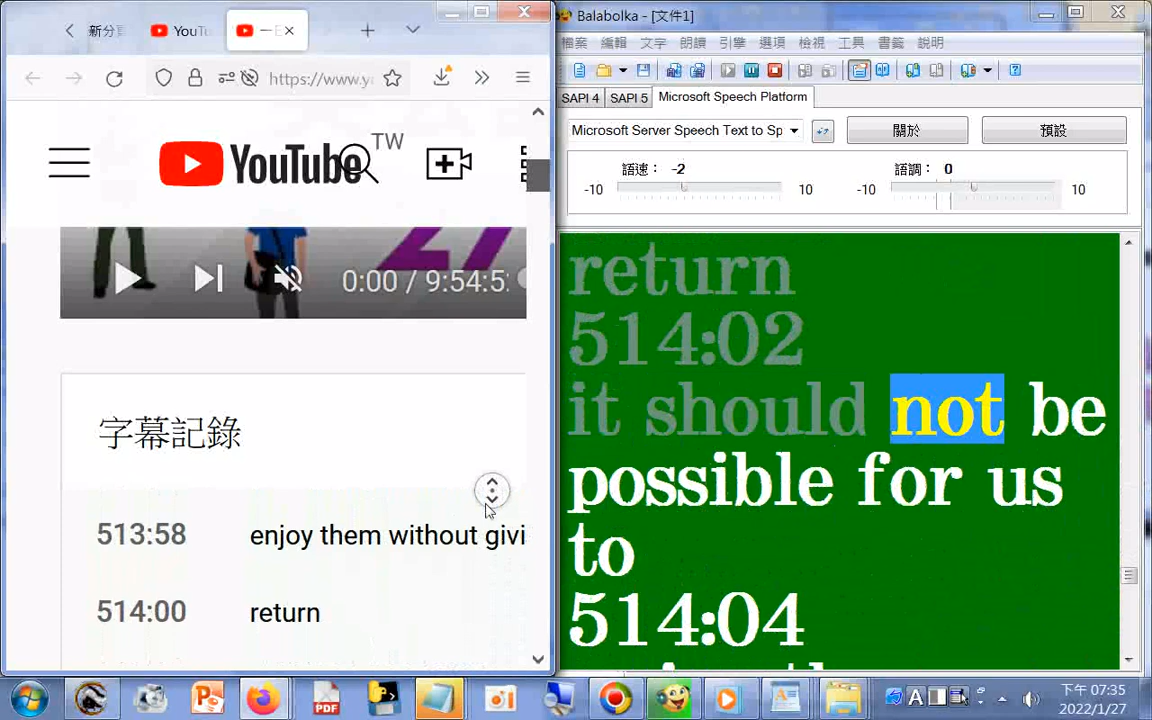 新分
YouTu
一 E
https://www.y
YouTube
TW
0:00 / 9:54:5
字幕記錄
513:58 enjoy them without givi
514:00 return
Balabolka - [文件1]
檔案 編輯 文字 朗讀 引擎 選項 檢視 工具 書籤 說明
SAPI 4 SAPI 5 Microsoft Speech Platform
Microsoft Server Speech Text to Sp
關於
預設
語速： -2
語調： 0
-10 10
-10 10
return
514:02
it should not be
possible for us
to
514:04
PDF
A
下午 07:35
2022/1/27